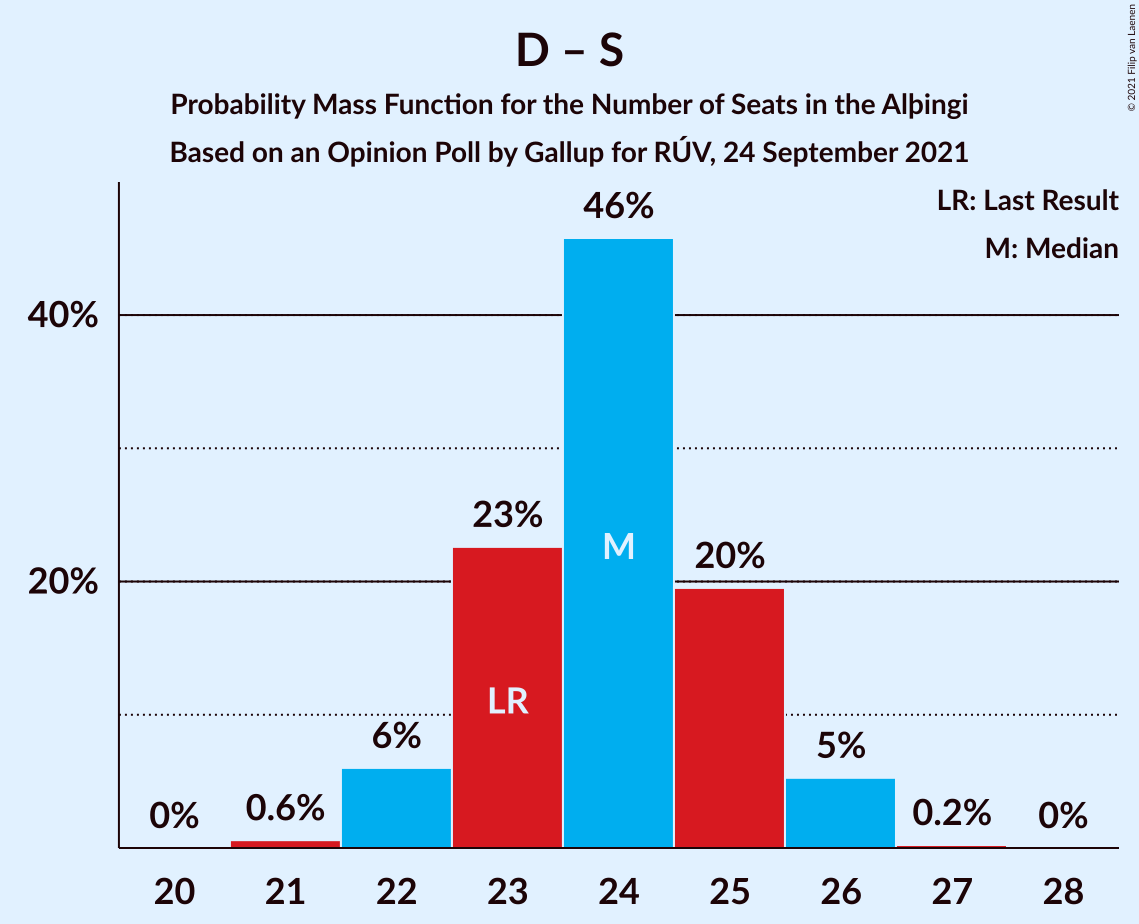 D – S
Probability Mass Function for the Number of Seats in the Alþingi
Based on an Opinion Poll by Gallup for RÚV, 24 September 2021
© 2021 Filip van Laenen
LR: Last Result
M: Median
46%
40%
23%
M
20%
20%
LR
6%
5%
0%
0.6%
0.2%
0%
20 21 22 23 24 25 26 27 28